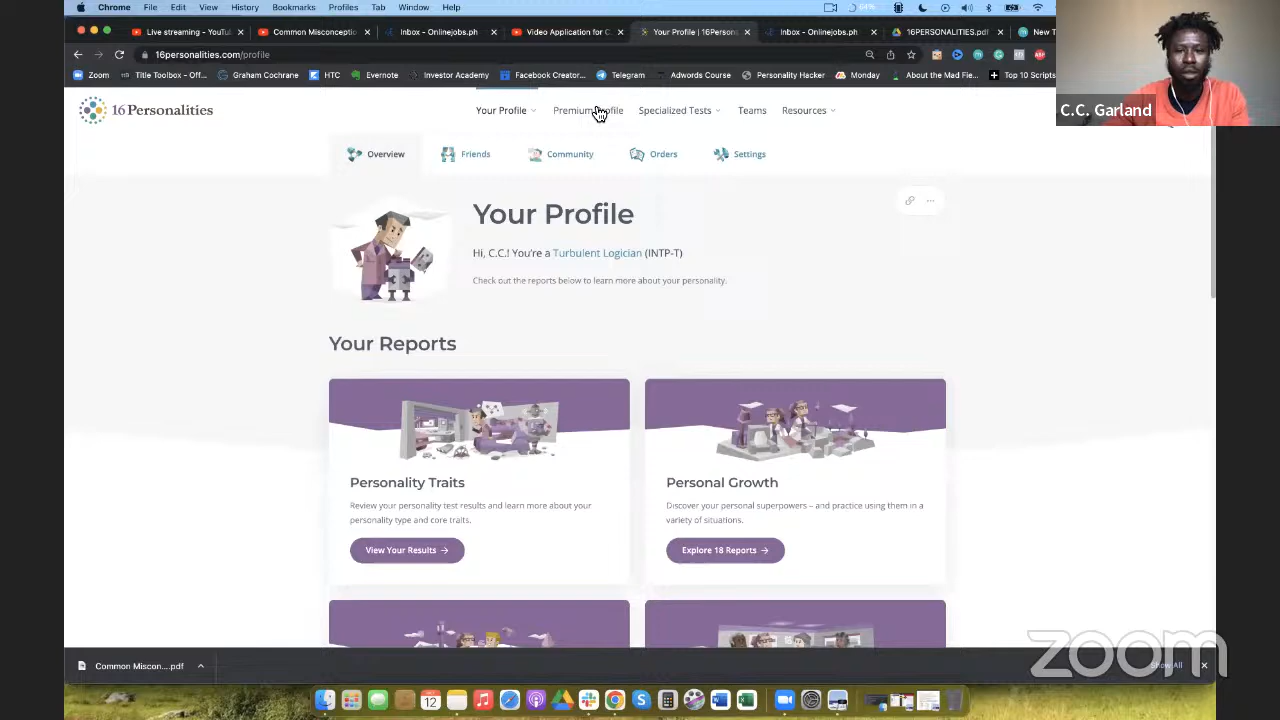 Chrome File Edit View History Bookmarks Profiles Tab Window Help
Live streaming - YouTu Common Misconceptio Inbox - Onlinejobs.ph Video Application for C Your Profile | 16Person Inbox - Onlinejobs.ph 16PERSONALITIES.pdf New T
16personalities.com/profile
Zoom Title Toolbox - Off... Graham Cochrane HTC Evernote Investor Academy Facebook Creator... Telegram Adwords Course Personality Hacker Monday About the Mad Fie... Top 10 Scripts
C.C. Garland
16Personalities
Your Profile Premium Profile Specialized Tests Teams Resources
Overview Friends Community Orders Settings
Your Profile
Hi, C.C.! You're a Turbulent Logician (INTP-T)
Check out the reports below to learn more about your personality.
Your Reports
Personality Traits
Review your personality test results and learn more about your
personality type and core traits.
View Your Results →
Personal Growth
Discover your personal superpowers – and practice using them in a
variety of situations.
Explore 18 Reports →
Common Miscon....pdf
Show All
zoom
12